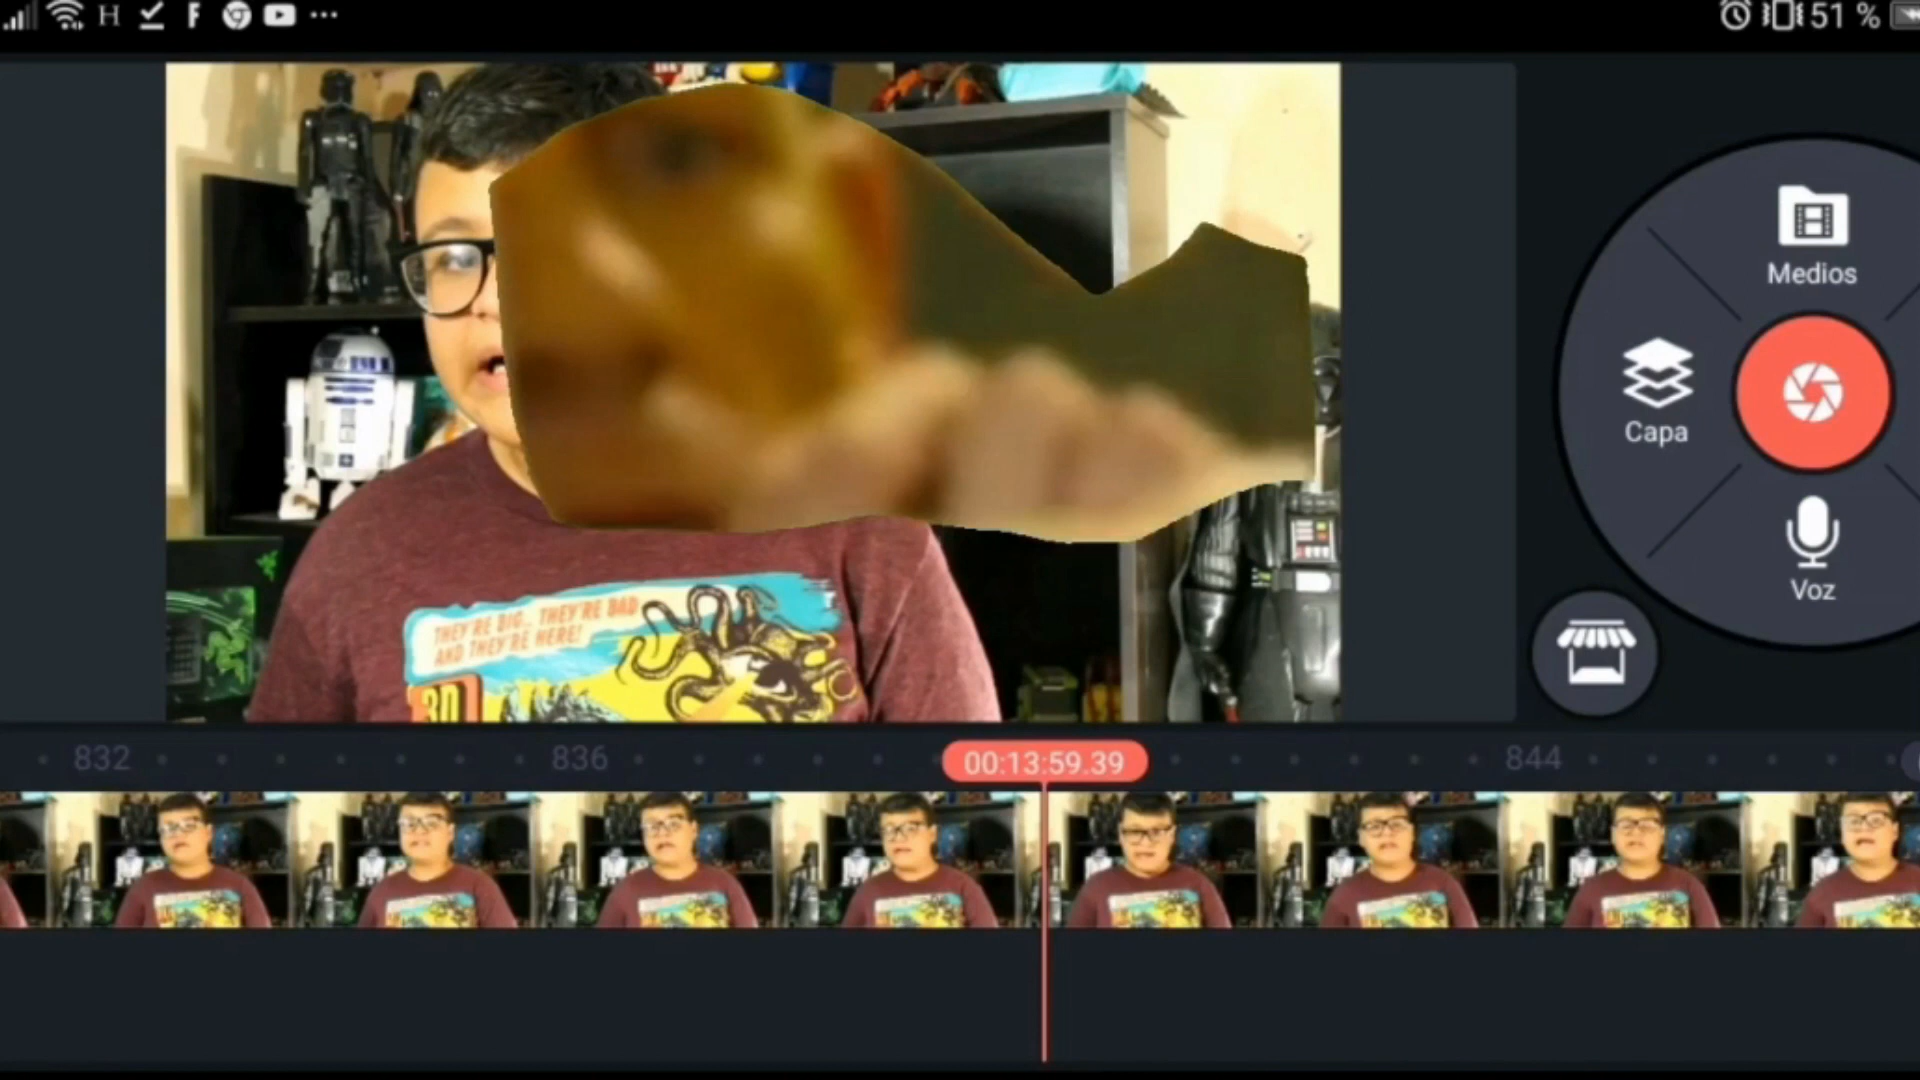 51 %
Medios
Capa
Voz
THEY'RE BIG... THEY'RE BAD
AND THEY'RE HERE!
3D
832
836
00:13:59.39
844